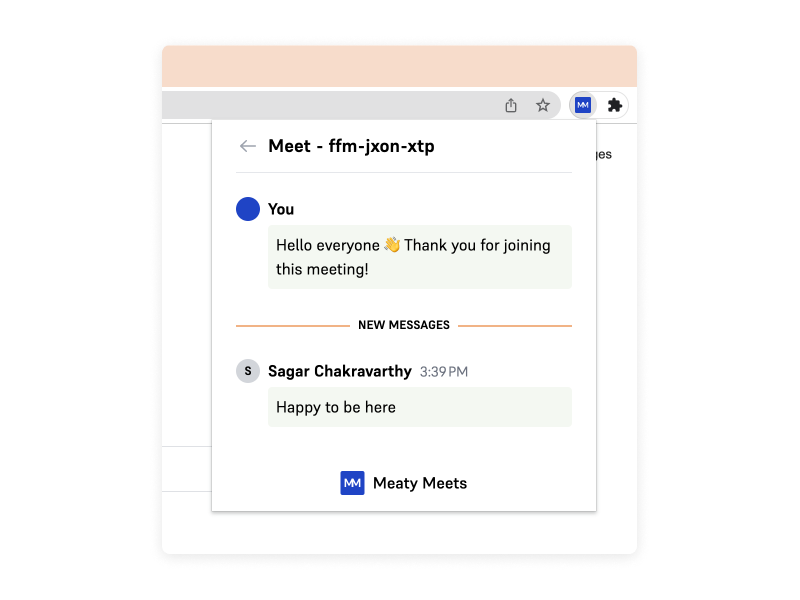 MM
Meet - ffm-jxon-xtp
You
Hello everyone 👋 Thank you for joining
this meeting!
NEW MESSAGES
S
Sagar Chakravarthy 3:39 PM
Happy to be here
MM Meaty Meets